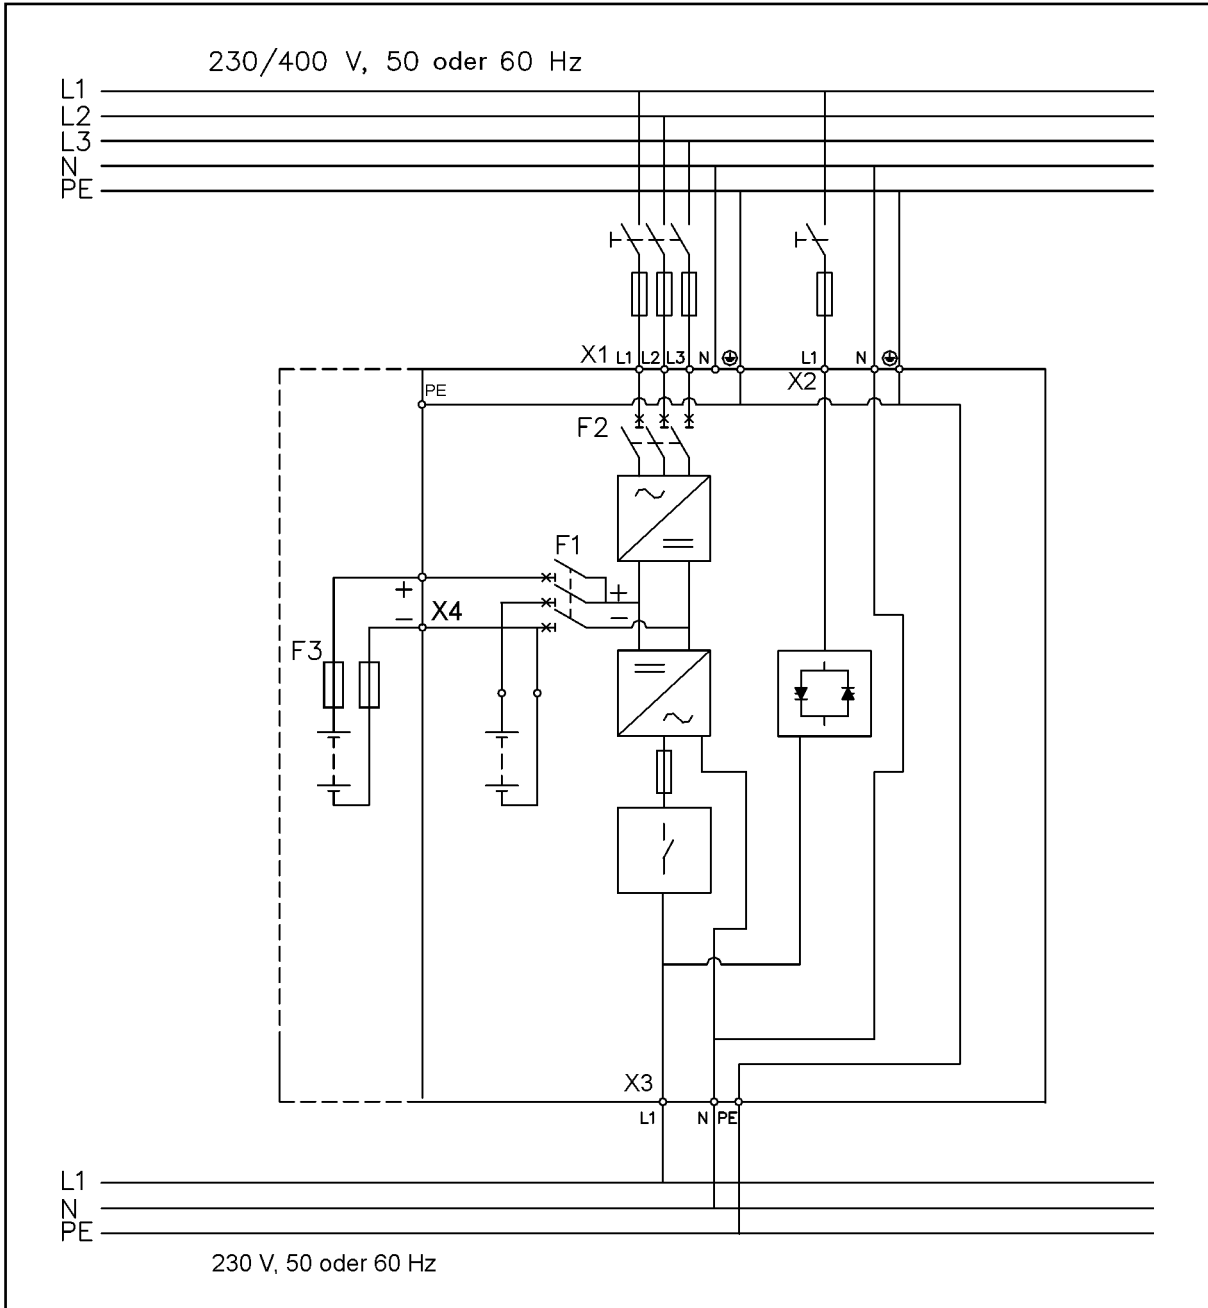 230/400 V, 50 oder 60 Hz
L1
L2
L3
N
PE
X1 L1 L2 L3 N L1 N
X2
PE
F2
F1
+ +
- X4 -
F3
X3
L1 N PE
L1
N
PE
230 V, 50 oder 60 Hz